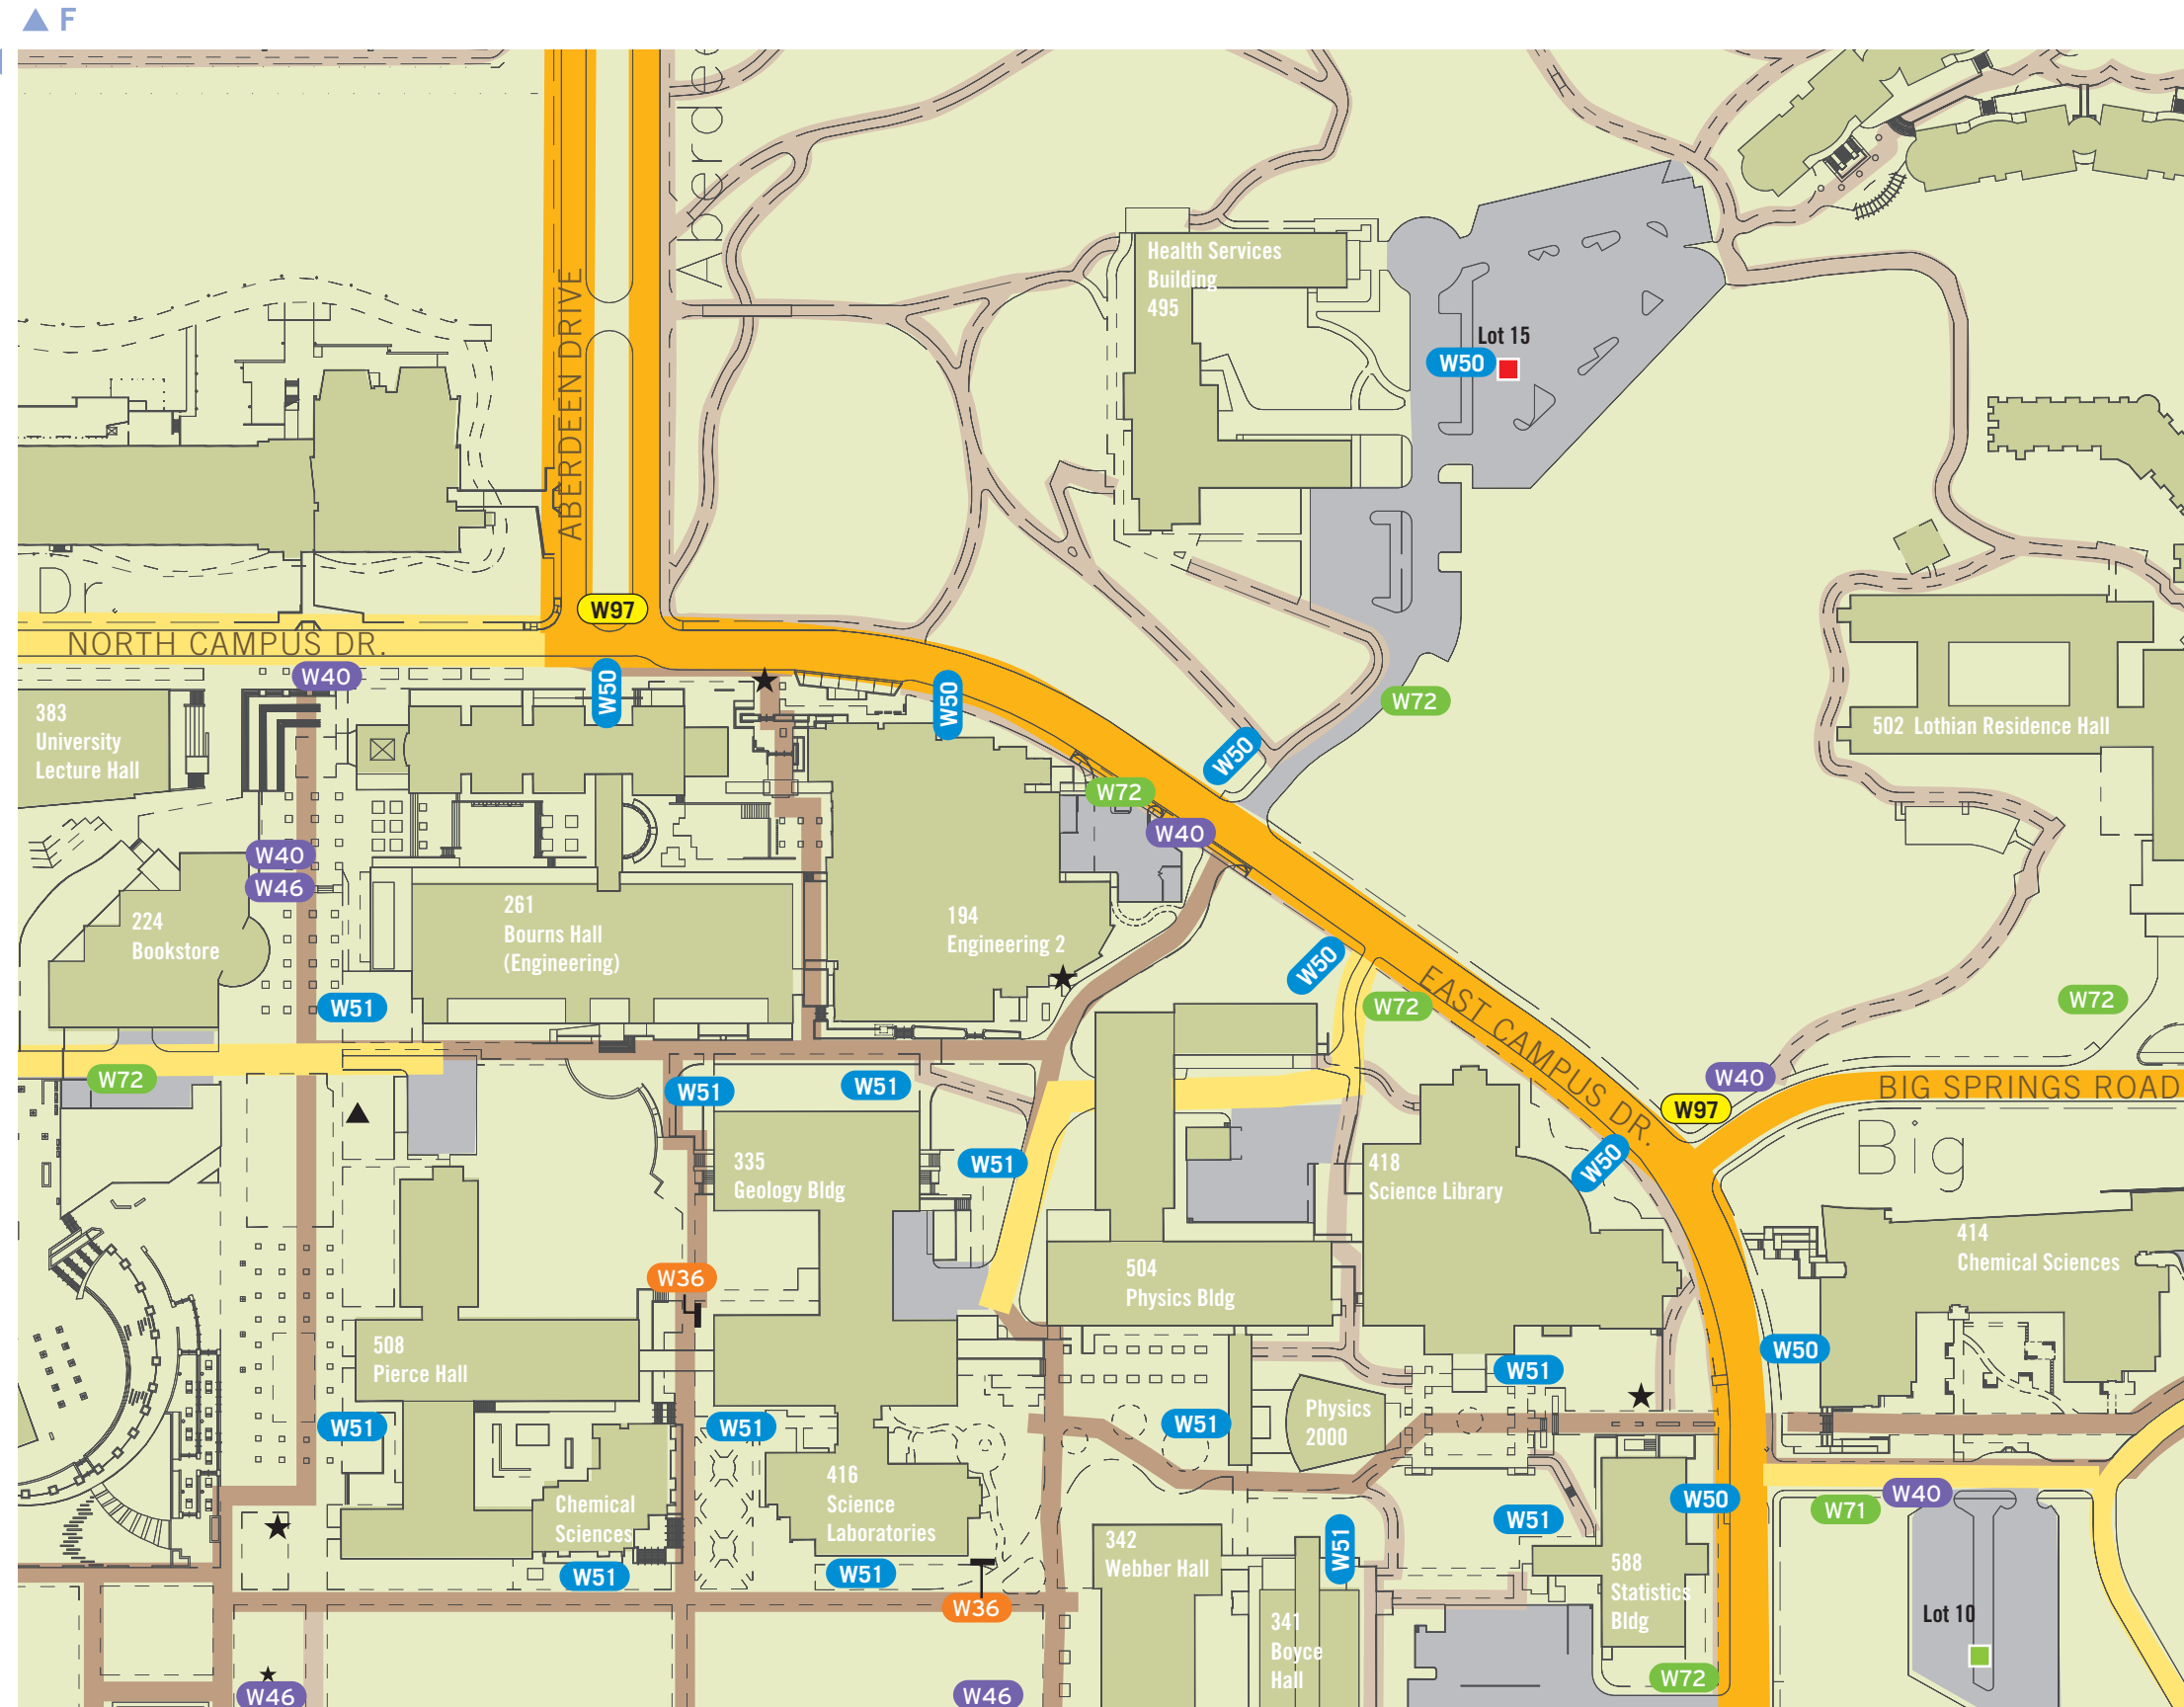 F
Aberde
Health Services
Building
495
Lot 15
W50
ABERDEEN DRIVE
Dr.
W97
NORTH CAMPUS DR.
W40
W50
W50
W72
383
University
Lecture Hall
502 Lothian Residence Hall
W50
W72
W40
W40
W46
224
Bookstore
261
Bourns Hall
(Engineering)
194
Engineering 2
W50
W72
W51
EAST CAMPUS DR.
W72
W72
W51
W51
W40
W97
BIG SPRINGS ROAD
Big
335
Geology Bldg
W51
418
Science Library
W50
414
Chemical Sciences
W36
504
Physics Bldg
508
Pierce Hall
W51
W50
W51
W51
W51
Physics
2000
416
Science
Laboratories
Chemical
Sciences
W50
W40
W71
W51
342
Webber Hall
W51
W51
W51
588
Statistics
Bldg
W36
341
Boyce
Hall
Lot 10
W72
W46
W46